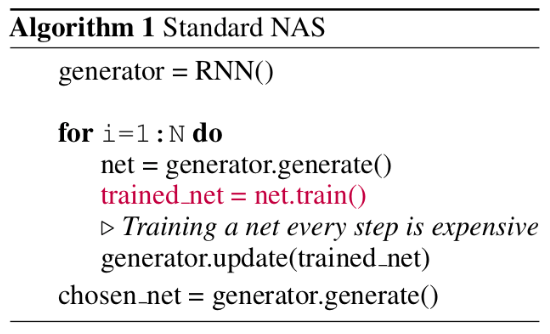 Algorithm 1 Standard NAS
generator = RNN()
for i=1:N do
net = generator.generate()
trained_net = net.train()
▷ Training a net every step is expensive
generator.update(trained_net)
chosen_net = generator.generate()